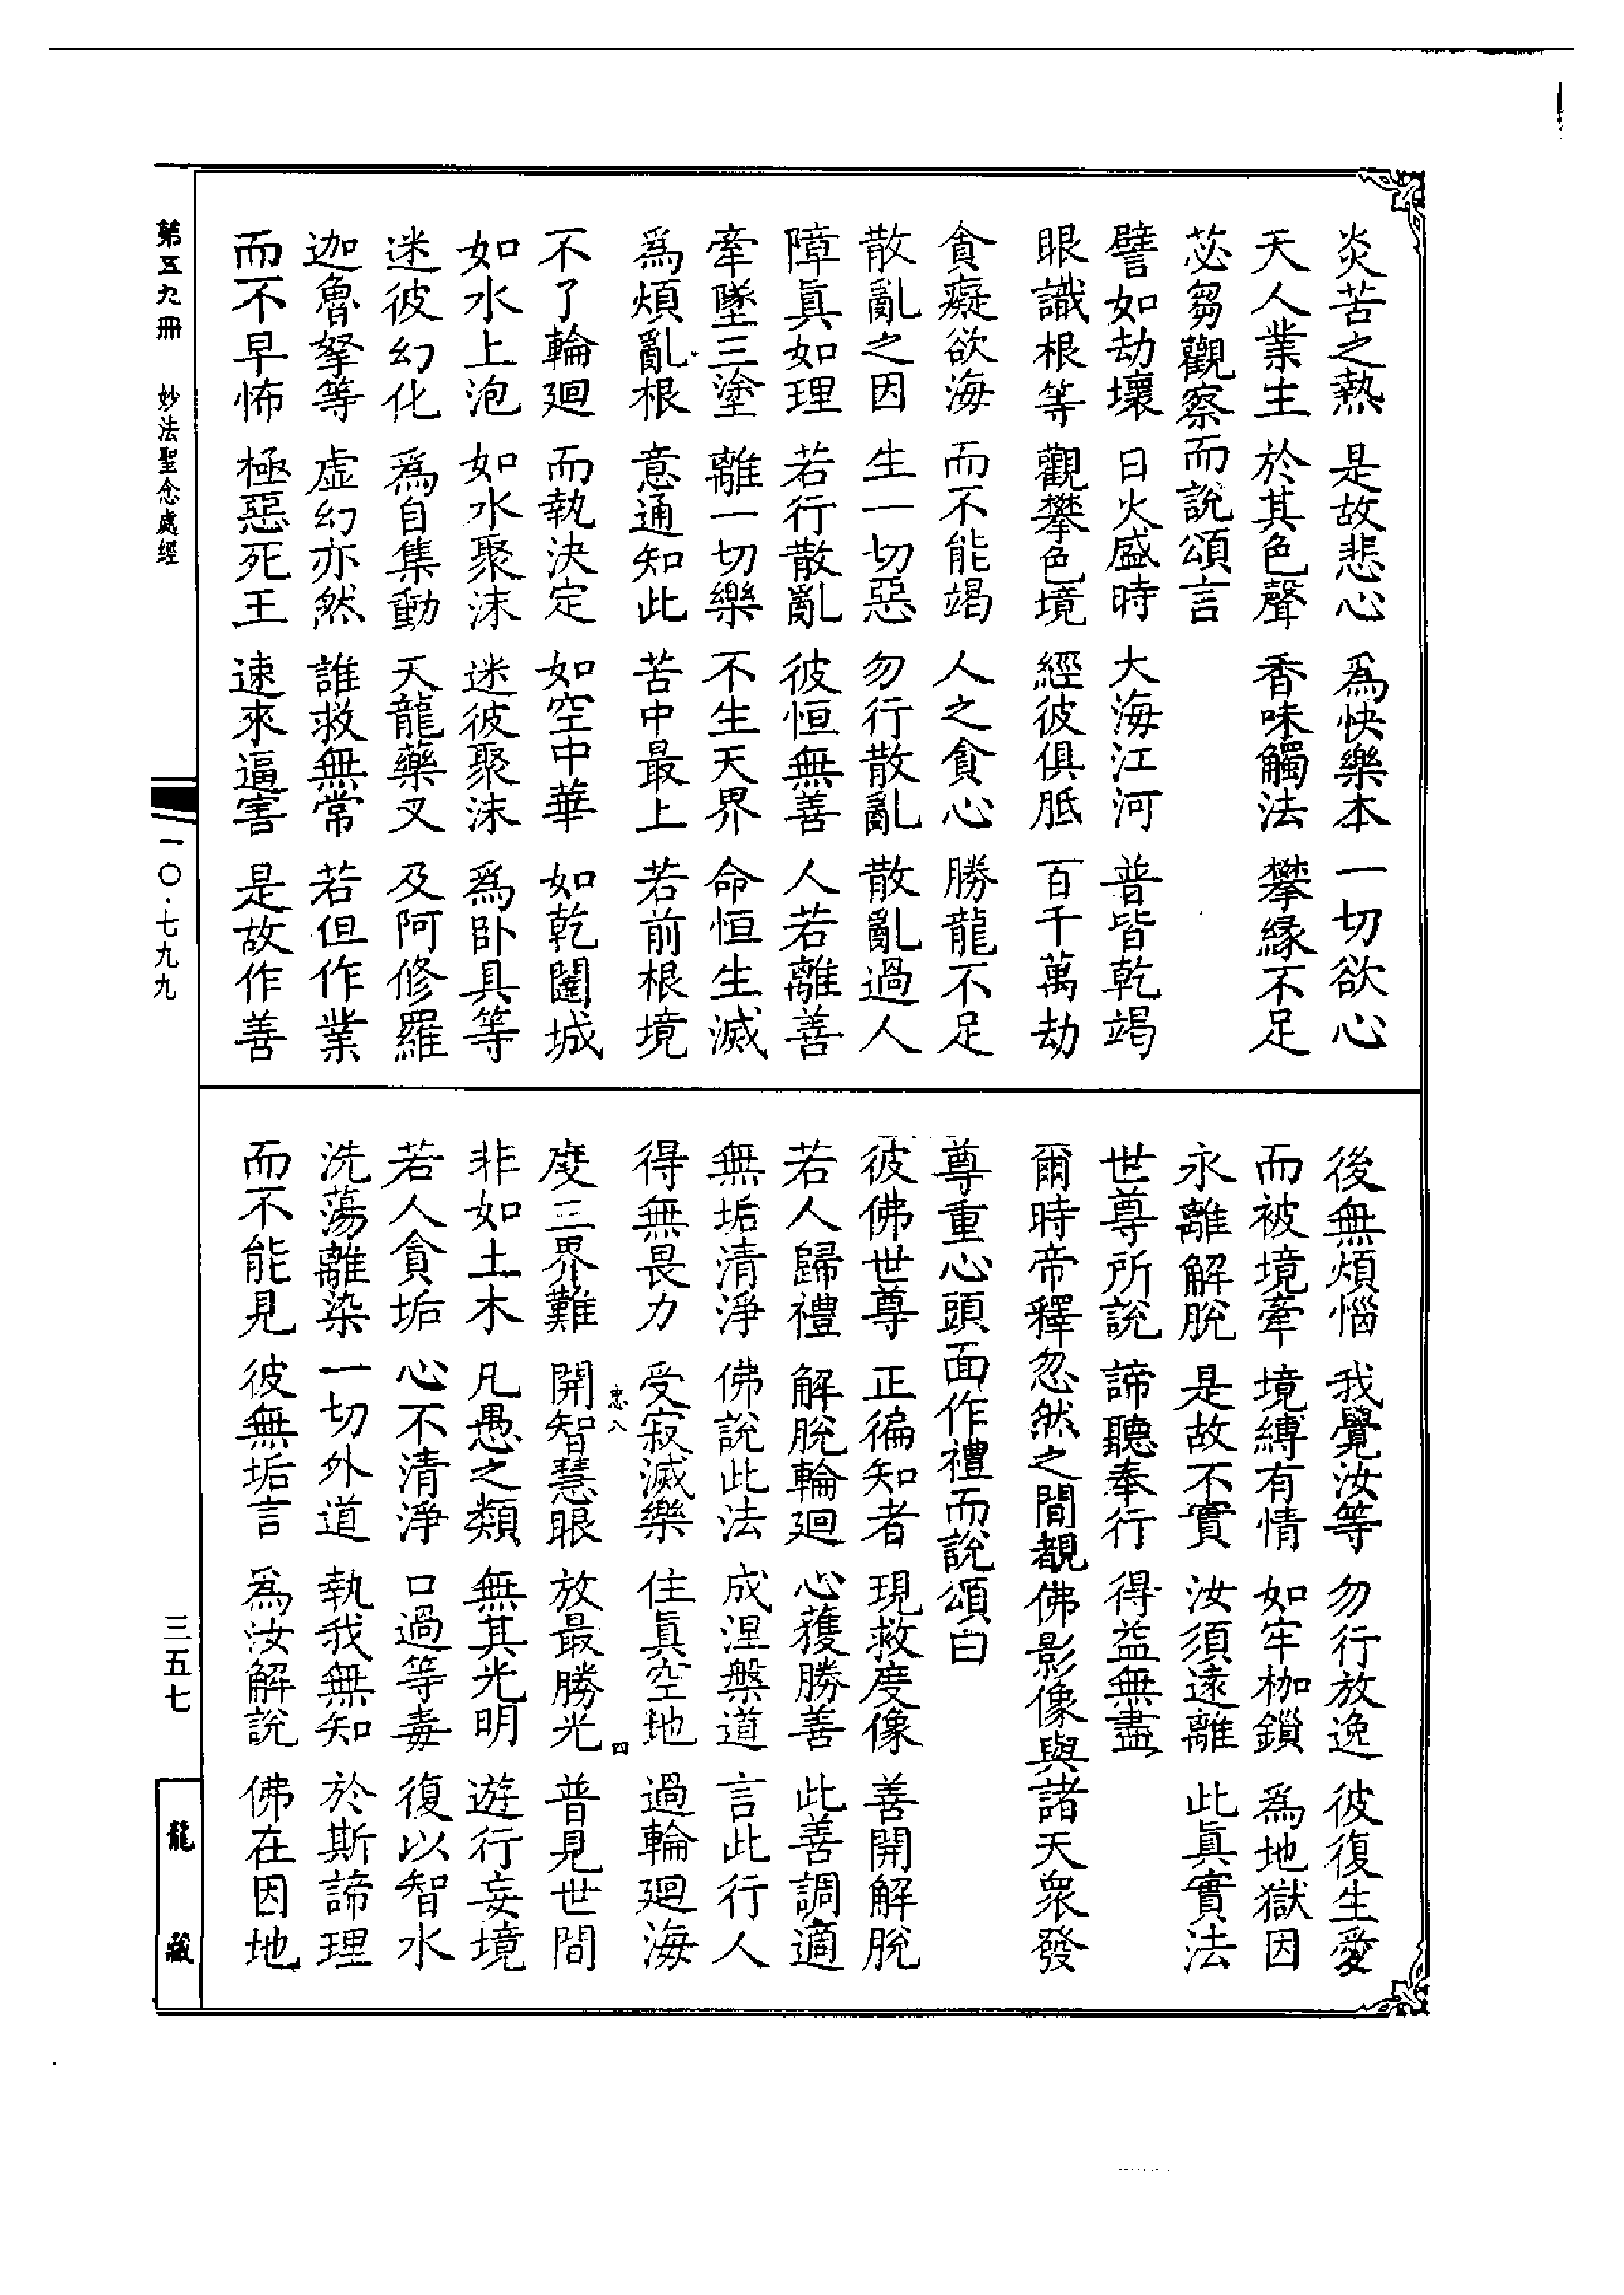 炎苦之熱　是故悲心　爲快樂本　一切欲心
天人業生　於其色聲　香味觸法　攀緣不足
苾芻觀察而說頌言
譬如劫壞　日火盛時　大海江河　普皆乾竭
眼識根等　觀攀色境　經彼俱胝　百千萬劫
貪癡欲海　而不能竭　人之貪心　勝龍不足
散亂之因　生一切惡　勿行散亂　散亂過人
障眞如理　若行散亂　彼恒無善　人若離善
牽墜三塗　離一切樂　不生天界　命恒生滅
爲煩亂根　意通知此　苦中最上　若前根境
不了輪廻　而執決定　如空中華　如乾闥城
如水上泡　如水聚沫　迷彼聚沫　爲臥具等
迷彼幻化　爲自集動　天龍藥叉　及阿修羅
迦魯拏等　虛幻亦然　誰救無常　若但作業
而不早怖　極惡死王　速來逼害　是故作善
後無煩惱　我覺汝等　勿行放逸　彼復生愛
而被境牽　境縛有情　如牢枷鎖　爲地獄因
永離解脫　是故不實　汝須遠離　此眞實法
世尊所說　諦聽奉行　得益無盡
爾時帝釋忽然之間覩佛影像與諸天衆發
尊重心頭面作禮而說頌曰
彼佛世尊　正徧知者　現救度像　善開解脫
若人歸禮　解脫輪廻　心獲勝善　此善調適
無垢清淨　佛說此法　成涅槃道　言此行人
得無畏力　受寂滅樂　住眞空地　過輪廻海
忠八　四
度三界難　開智慧眼　放最勝光　普見世間
非如土木　凡愚之類　無其光明　遊行妄境
若人貪垢　心不清淨　口過等毒　復以智水
洗蕩離染　一切外道　執我無知　於斯諦理
而不能見　彼無垢言　爲汝解說　佛在因地
第五九冊　妙法聖念處經　一〇·七九九　三五七　龍藏